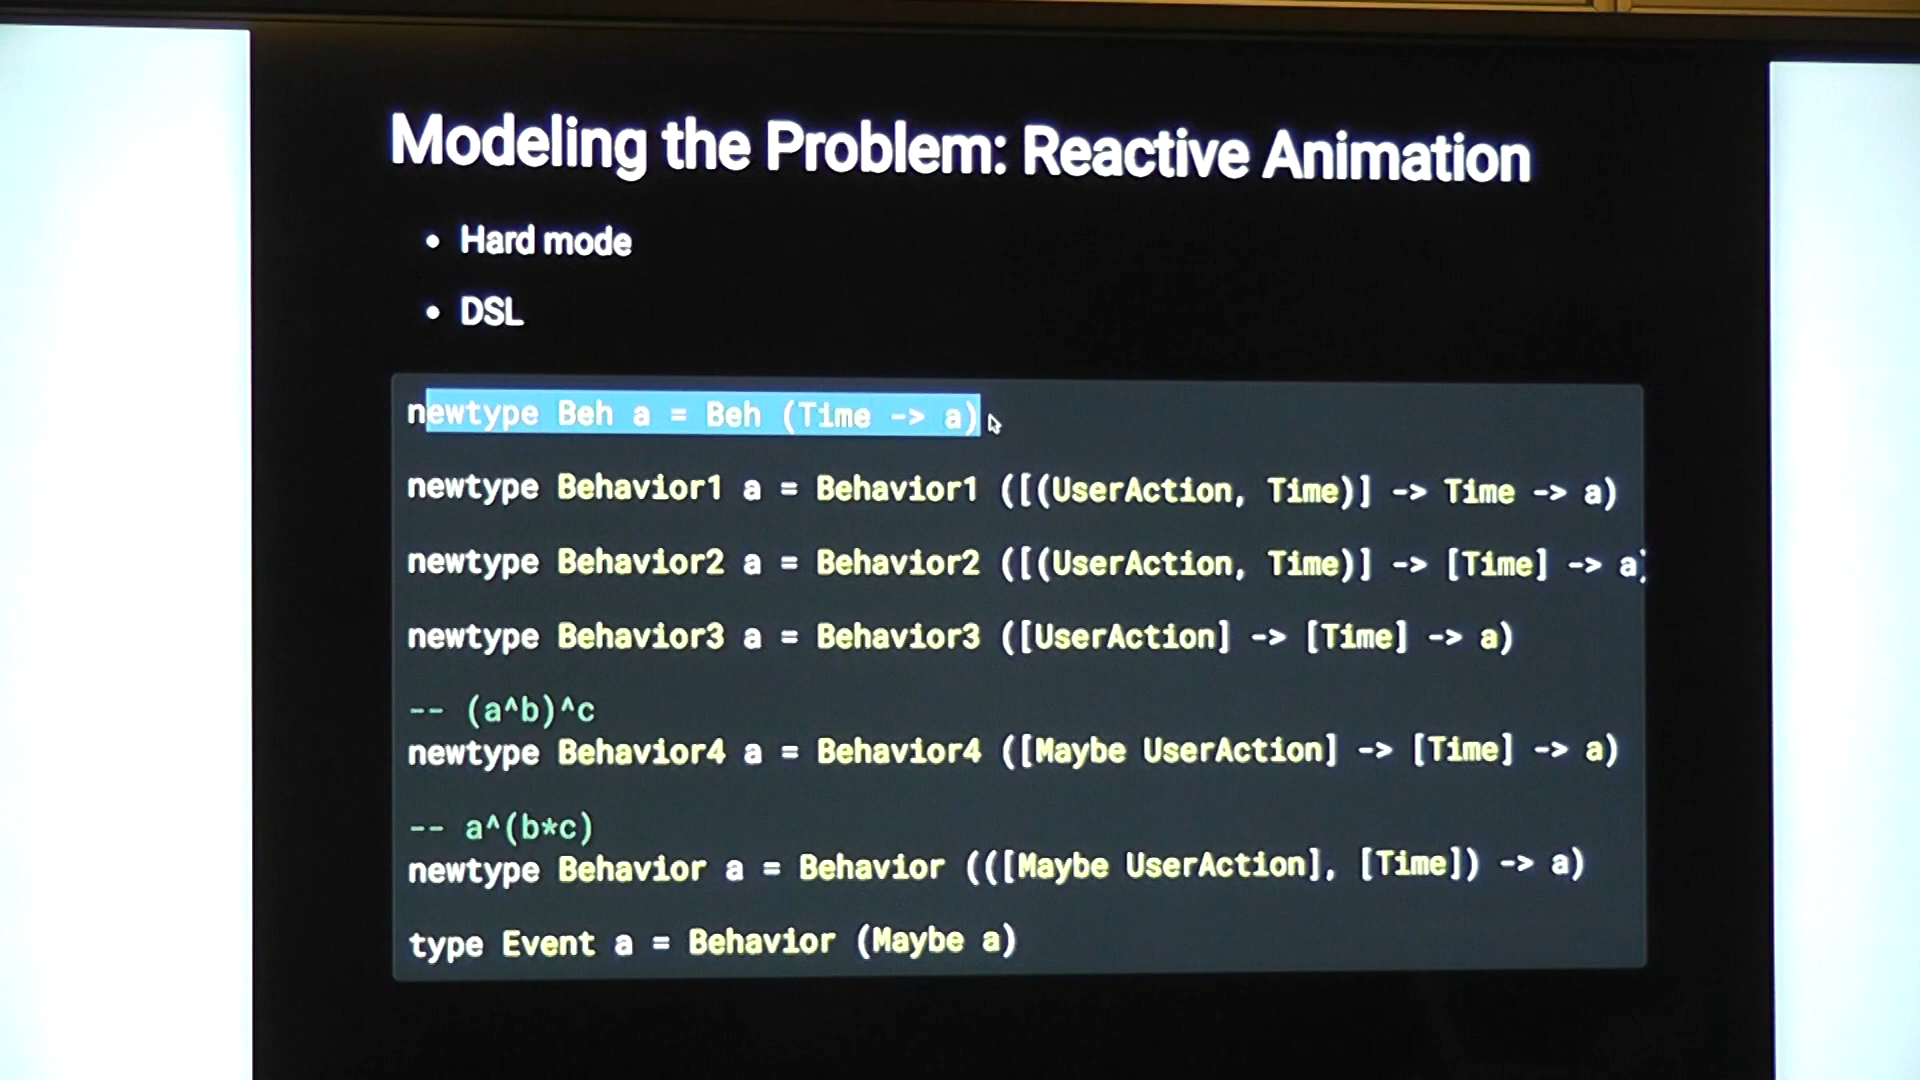 Modeling the Problem: Reactive Animation
• Hard mode
• DSL
newtype Beh a = Beh (Time -> a)
newtype Behavior1 a = Behavior1 ([(UserAction, Time)] -> Time -> a)
newtype Behavior2 a = Behavior2 ([(UserAction, Time)] -> [Time] -> a)
newtype Behavior3 a = Behavior3 ([UserAction] -> [Time] -> a)
-- (a^b)^c
newtype Behavior4 a = Behavior4 ([Maybe UserAction] -> [Time] -> a)
-- a^(b*c)
newtype Behavior a = Behavior (([Maybe UserAction], [Time]) -> a)
type Event a = Behavior (Maybe a)